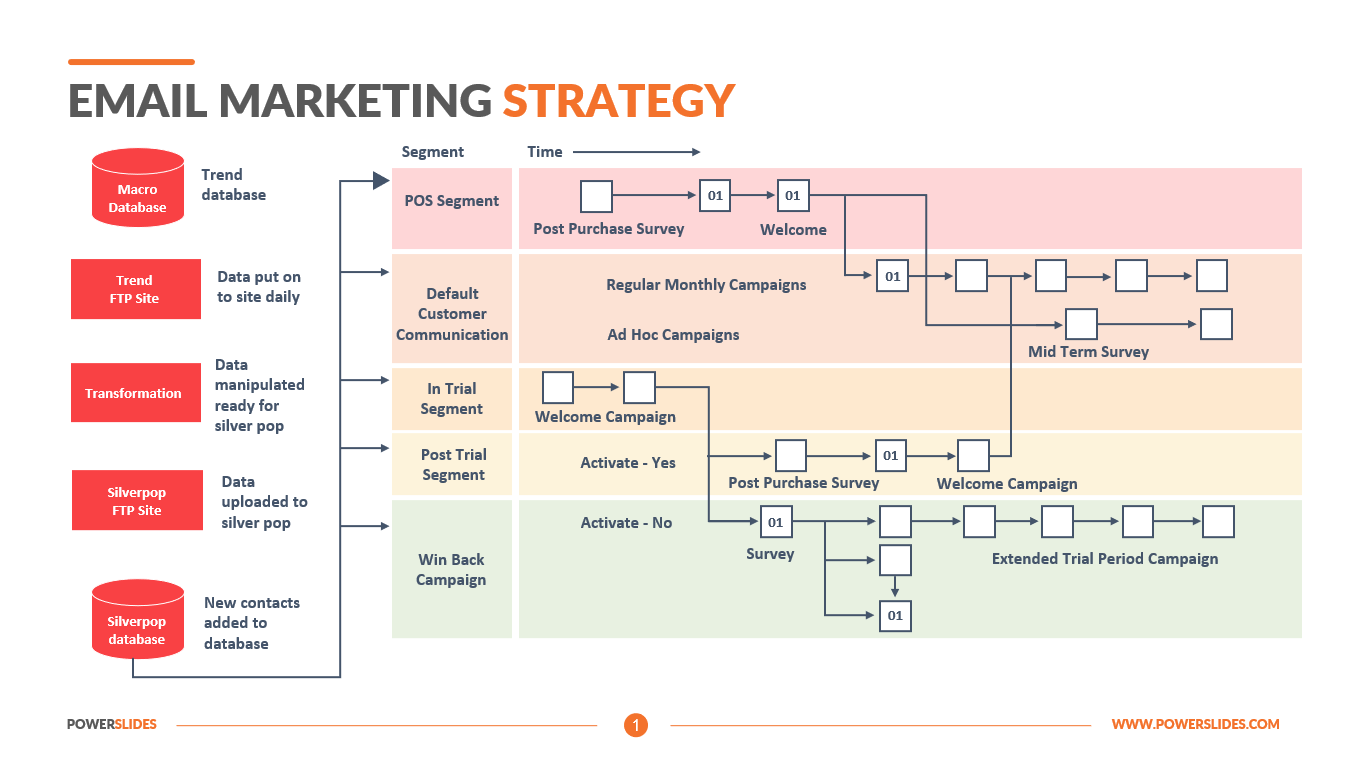 EMAIL MARKETING STRATEGY
Macro
Database
Trend
database
Trend
FTP Site
Data put on
to site daily
Transformation
Data
manipulated
ready for
silver pop
Silverpop
FTP Site
Data
uploaded to
silver pop
Silverpop
database
New contacts
added to
database
Segment
Time
POS Segment
01
01
Post Purchase Survey
Welcome
Default
Customer
Communication
Regular Monthly Campaigns
01
Ad Hoc Campaigns
Mid Term Survey
In Trial
Segment
Welcome Campaign
Post Trial
Segment
Activate - Yes
01
Post Purchase Survey
Welcome Campaign
Win Back
Campaign
Activate - No
01
Survey
Extended Trial Period Campaign
01
POWERSLIDES
1
WWW.POWERSLIDES.COM